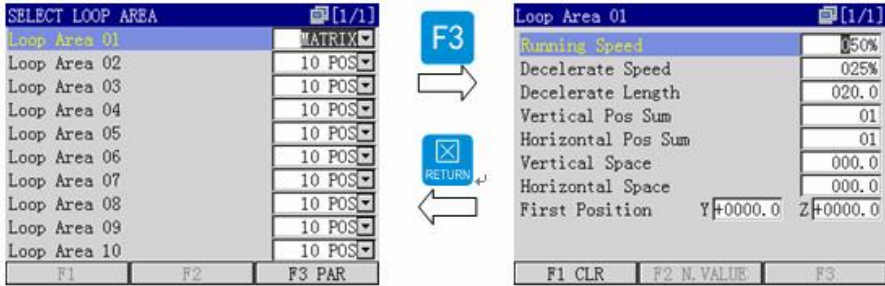 SELECT LOOP AREA [1/1]
Loop Area 01 MATRIX
Loop Area 02 10 POS
Loop Area 03 10 POS
Loop Area 04 10 POS
Loop Area 05 10 POS
Loop Area 06 10 POS
Loop Area 07 10 POS
Loop Area 08 10 POS
Loop Area 09 10 POS
Loop Area 10 10 POS
F1 F2 F3 PAR
F3
RETURN
Loop Area 01 [1/1]
Running Speed 050%
Decelerate Speed 025%
Decelerate Length 020.0
Vertical Pos Sum 01
Horizontal Pos Sum 01
Vertical Space 000.0
Horizontal Space 000.0
First Position Y+0000.0 Z+0000.0
F1 CLR F2 N.VALUE F3